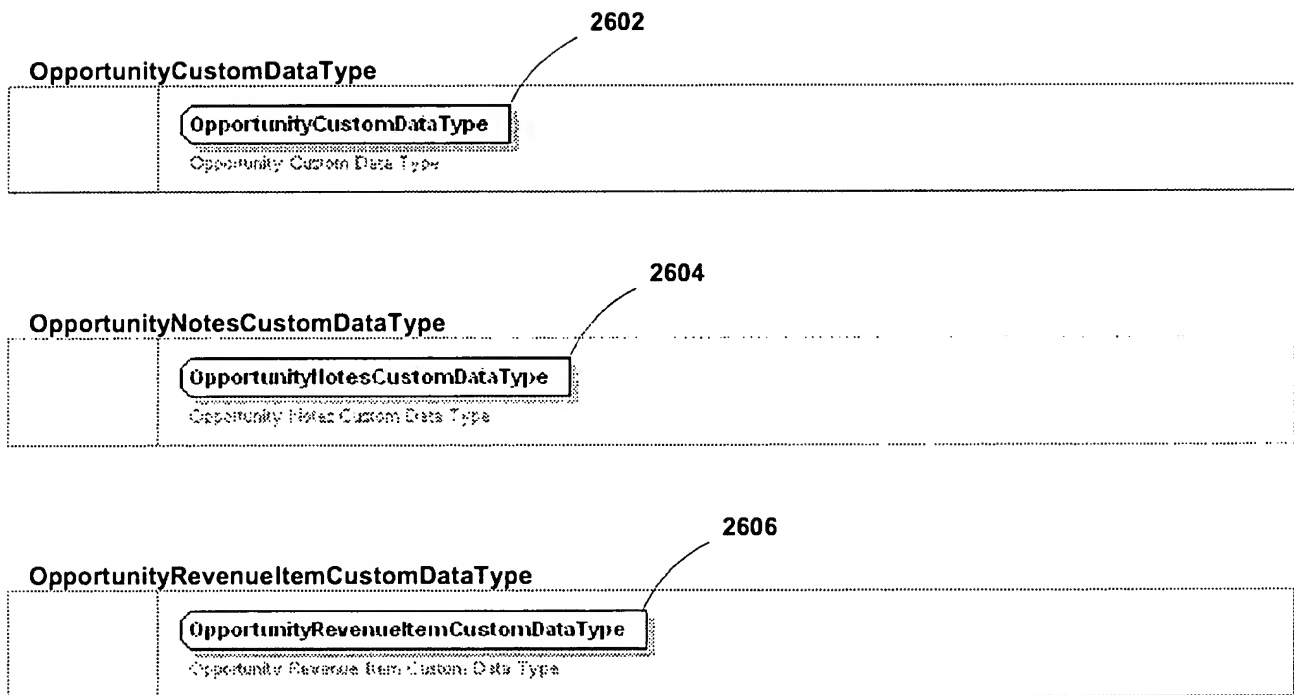 2602
OpportunityCustomDataType
OpportunityCustomDataType
Opportunity Custom Data Type
2604
OpportunityNotesCustomDataType
OpportunityNotesCustomDataType
Opportunity Notes Custom Data Type
2606
OpportunityRevenueItemCustomDataType
OpportunityRevenueItemCustomDataType
Opportunity Revenue Item Custom Data Type